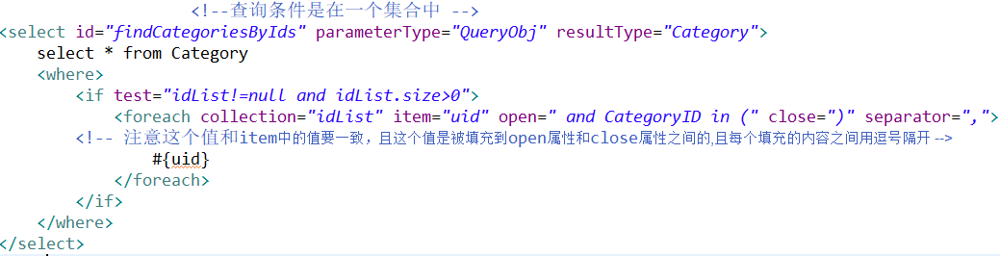 <!--查询条件是在一个集合中 -->
<select id="findCategoriesByIds" parameterType="QueryObj" resultType="Category">
select * from Category
<where>
<if test="idList!=null and idList.size>0">
<foreach collection="idList" item="uid" open=" and CategoryID in (" close=")" separator=",">
<!-- 注意这个值和item中的值要一致，且这个值是被填充到open属性和close属性之间的,且每个填充的内容之间用逗号隔开 -->
#{uid}
</foreach>
</if>
</where>
</select>